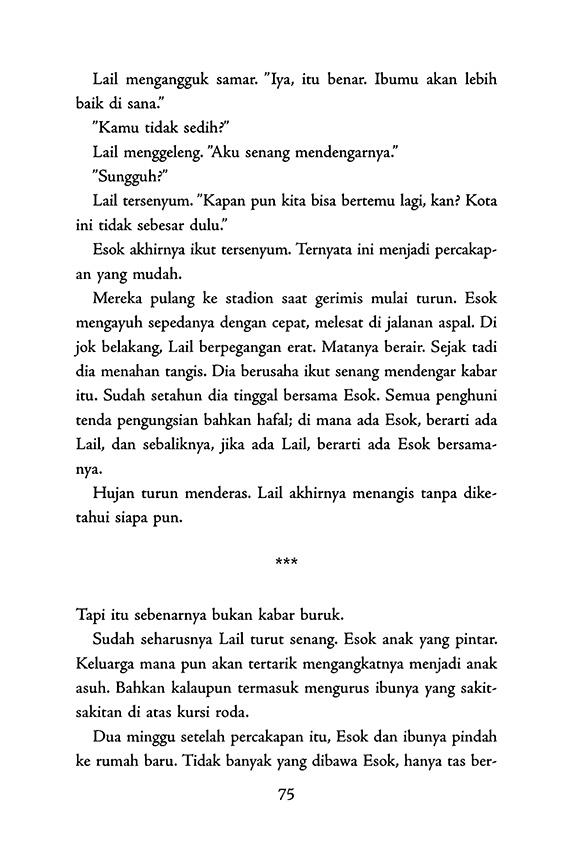 Lail mengangguk samar. ”Iya, itu benar. Ibumu akan lebih
baik di sana.”
”Kamu tidak sedih?”
Lail menggeleng. ”Aku senang mendengarnya.”
”Sungguh?”
Lail tersenyum. ”Kapan pun kita bisa bertemu lagi, kan? Kota
ini tidak sebesar dulu.”
Esok akhirnya ikut tersenyum. Ternyata ini menjadi percakap-
an yang mudah.
Mereka pulang ke stadion saat gerimis mulai turun. Esok
mengayuh sepedanya dengan cepat, melesat di jalanan aspal. Di
jok belakang, Lail berpegangan erat. Matanya berair. Sejak tadi
dia menahan tangis. Dia berusaha ikut senang mendengar kabar
itu. Sudah setahun dia tinggal bersama Esok. Semua penghuni
tenda pengungsian bahkan hafal; di mana ada Esok, berarti ada
Lail, dan sebaliknya, jika ada Lail, berarti ada Esok bersama-
nya.
Hujan turun menderas. Lail akhirnya menangis tanpa dike-
tahui siapa pun.
***
Tapi itu sebenarnya bukan kabar buruk.
Sudah seharusnya Lail turut senang. Esok anak yang pintar.
Keluarga mana pun akan tertarik mengangkatnya menjadi anak
asuh. Bahkan kalaupun termasuk mengurus ibunya yang sakit-
sakitan di atas kursi roda.
Dua minggu setelah percakapan itu, Esok dan ibunya pindah
ke rumah baru. Tidak banyak yang dibawa Esok, hanya tas ber-
75